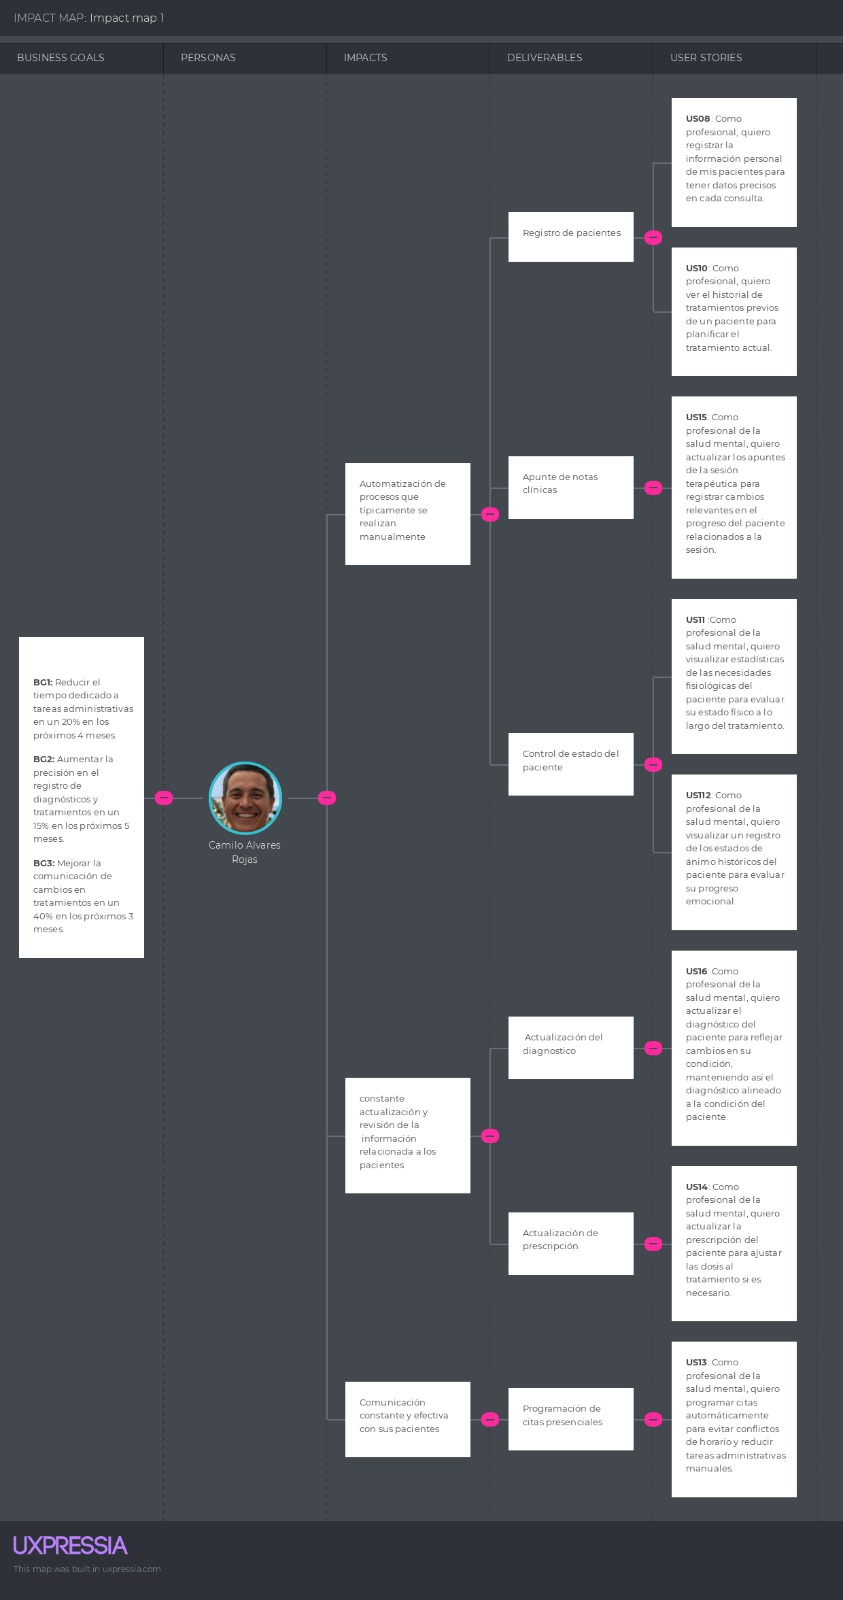 IMPACT MAP: Impact map 1
BUSINESS GOALS
PERSONAS
IMPACTS
DELIVERABLES
USER STORIES
BG1: Reducir el
tiempo dedicado a
tareas administrativas
en un 20% en los
próximos 4 meses.
BG2: Aumentar la
precisión en el
registro de
diagnósticos y
tratamientos en un
15% en los próximos 5
meses.
BG3: Mejorar la
comunicación de
cambios en
tratamientos en un
40% en los próximos 3
meses.
Camilo Alvares
Rojas
Automatización de
procesos que
típicamente se
realizan
manualmente
Registro de pacientes
US08: Como
profesional, quiero
registrar la
información personal
de mis pacientes para
tener datos precisos
en cada consulta.
US10: Como
profesional, quiero
ver el historial de
tratamientos previos
de un paciente para
planificar el
tratamiento actual.
Apunte de notas
clínicas
US15: Como
profesional de la
salud mental, quiero
actualizar los apuntes
de la sesión
terapéutica para
registrar cambios
relevantes en el
progreso del paciente
relacionados a la
sesión.
Control de estado del
paciente
US11 :Como
profesional de la
salud mental, quiero
visualizar estadísticas
de las necesidades
fisiológicas del
paciente para evaluar
su estado físico a lo
largo del tratamiento.
US112: Como
profesional de la
salud mental, quiero
visualizar un registro
de los estados de
ánimo históricos del
paciente para evaluar
su progreso
emocional.
constante
actualización y
revisión de la
información
relacionada a los
pacientes
Actualización del
diagnostico
US16: Como
profesional de la
salud mental, quiero
actualizar el
diagnóstico del
paciente para reflejar
cambios en su
condición,
manteniendo así el
diagnóstico alineado
a la condición del
paciente.
Actualización de
prescripción
US14: Como
profesional de la
salud mental, quiero
actualizar la
prescripción del
paciente para ajustar
las dosis al
tratamiento si es
necesario.
Comunicación
constante y efectiva
con sus pacientes
Programación de
citas presenciales
US13: Como
profesional de la
salud mental, quiero
programar citas
automáticamente
para evitar conflictos
de horario y reducir
tareas administrativas
manuales.
UXPRESSIA
This map was built in uxpressia.com